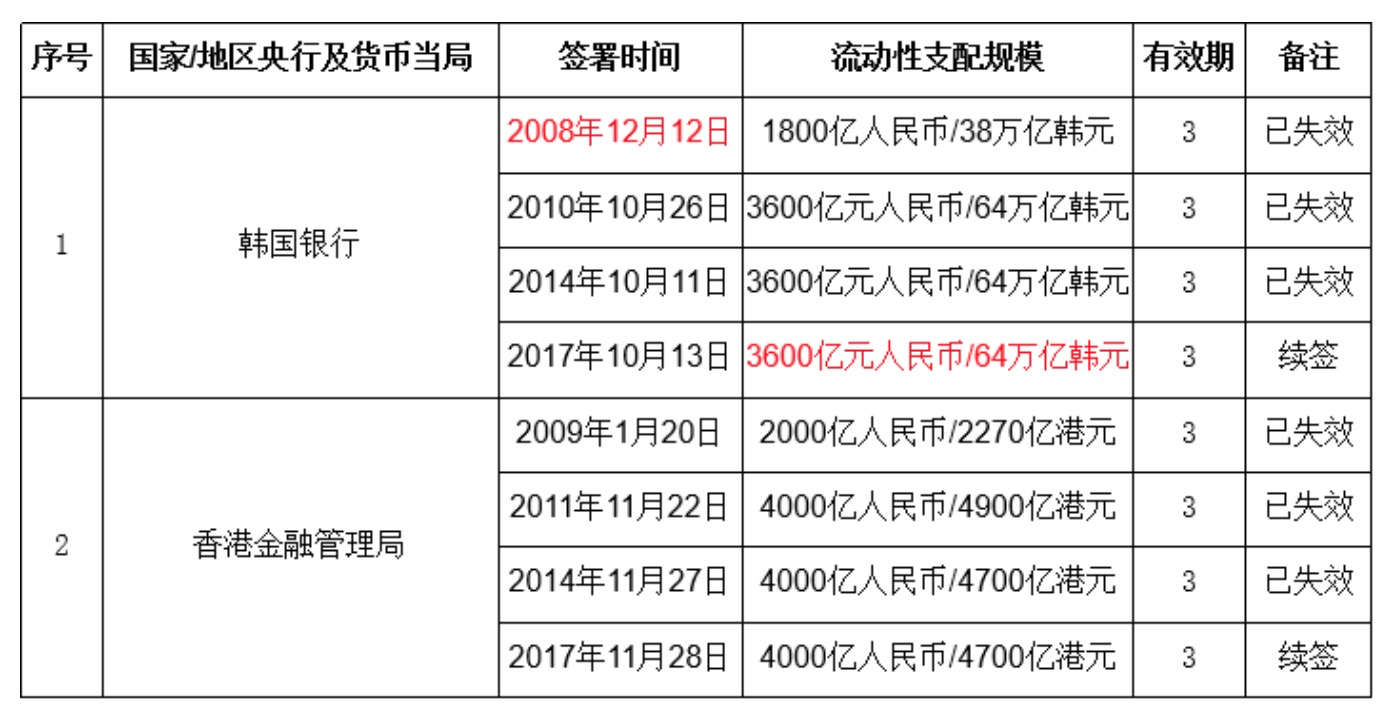 序号 国家/地区央行及货币当局 签署时间 流动性支配规模 有效期 备注
1 韩国银行 2008年12月12日 1800亿人民币/38万亿韩元 3 已失效
2010年10月26日 3600亿元人民币/64万亿韩元 3 已失效
2014年10月11日 3600亿元人民币/64万亿韩元 3 已失效
2017年10月13日 3600亿元人民币/64万亿韩元 3 续签
2 香港金融管理局 2009年1月20日 2000亿人民币/2270亿港元 3 已失效
2011年11月22日 4000亿人民币/4900亿港元 3 已失效
2014年11月27日 4000亿人民币/4700亿港元 3 已失效
2017年11月28日 4000亿人民币/4700亿港元 3 续签